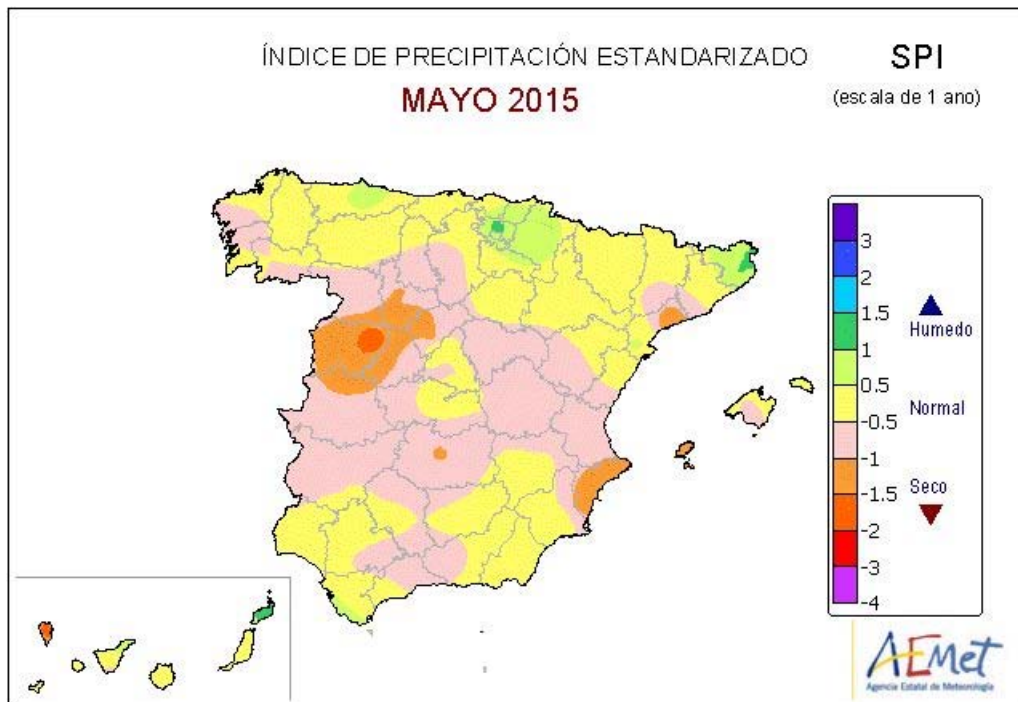 ÍNDICE DE PRECIPITACIÓN ESTANDARIZADO
MAYO 2015
SPI
(escala de 1 ano)
3
2
1.5
1
0.5
-0.5
-1
-1.5
-2
-3
-4
Humedo
Normal
Seco
AEMet
Agencia Estatal de Meteorología